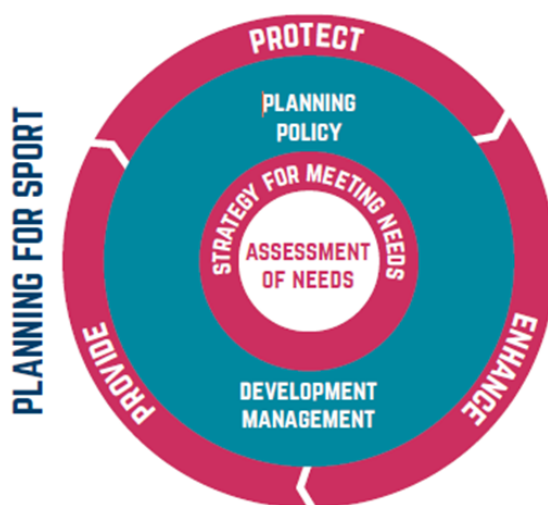 PLANNING FOR SPORT
PROTECT
PLANNING
POLICY
STRATEGY FOR MEETING NEEDS
ASSESSMENT
OF NEEDS
DEVELOPMENT
MANAGEMENT
PROVIDE
ENHANCE